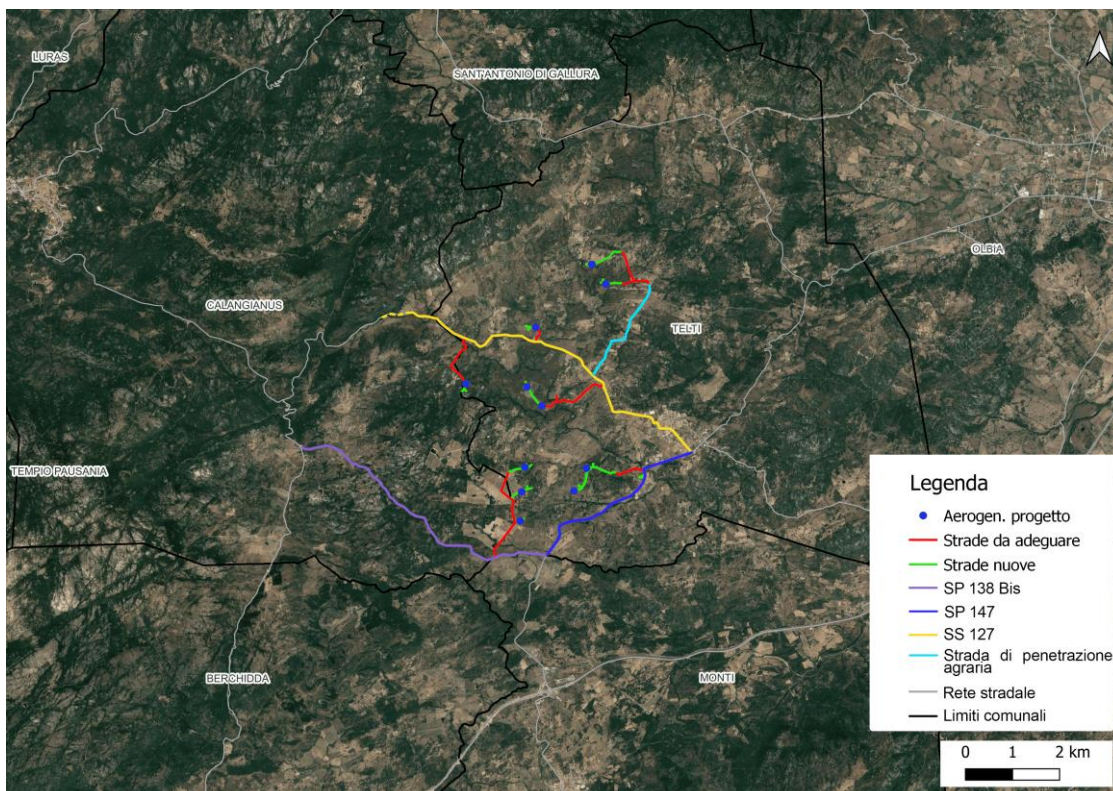 LURAS
SANT'ANTONIO DI GALLURA
OLBIA
CALANGIANUS
TELTI
TEMPIO PAUSANIA
BERCHIDDA
MONTI
Legenda
Aerogen. progetto
Strade da adeguare
Strade nuove
SP 138 Bis
SP 147
SS 127
Strada di penetrazione
agraria
Rete stradale
Limiti comunali
0 1 2 km